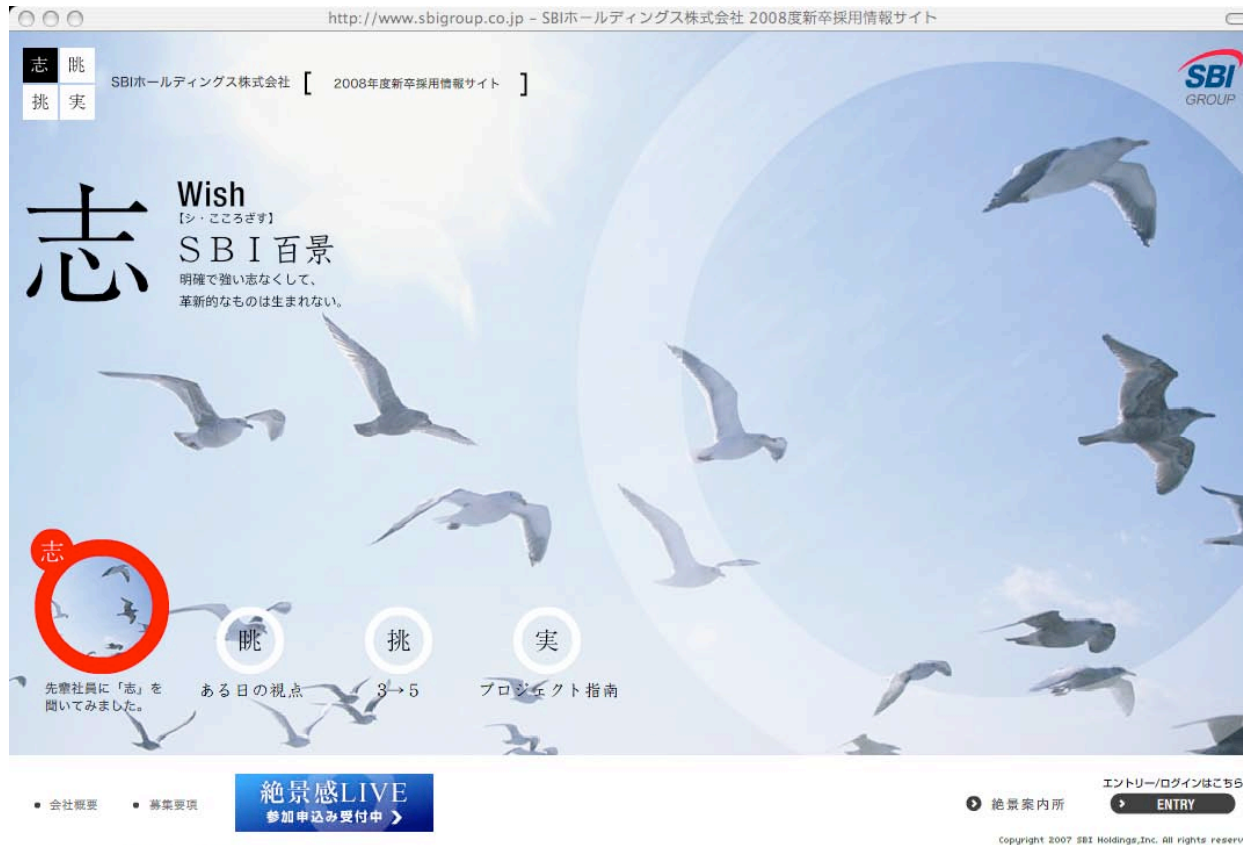 http://www.sbigroup.co.jp – SBIホールディングス株式会社 2008度新卒採用情報サイト
志 眺
挑 実
SBIホールディングス株式会社 [ 2008年度新卒採用情報サイト ]
SBI
GROUP
志
Wish
【シ・こころざす】
SBI百景
明確で強い志なくして、
革新的なものは生まれない。
志
眺
挑
実
先輩社員に「志」を
聞いてみました。
ある日の視点
3→5
プロジェクト指南
会社概要
募集要項
絶景感LIVE
参加申込み受付中
絶景案内所
エントリー/ログインはこちら
ENTRY
Copyright 2007 SBI Holdings,Inc. All rights reserv